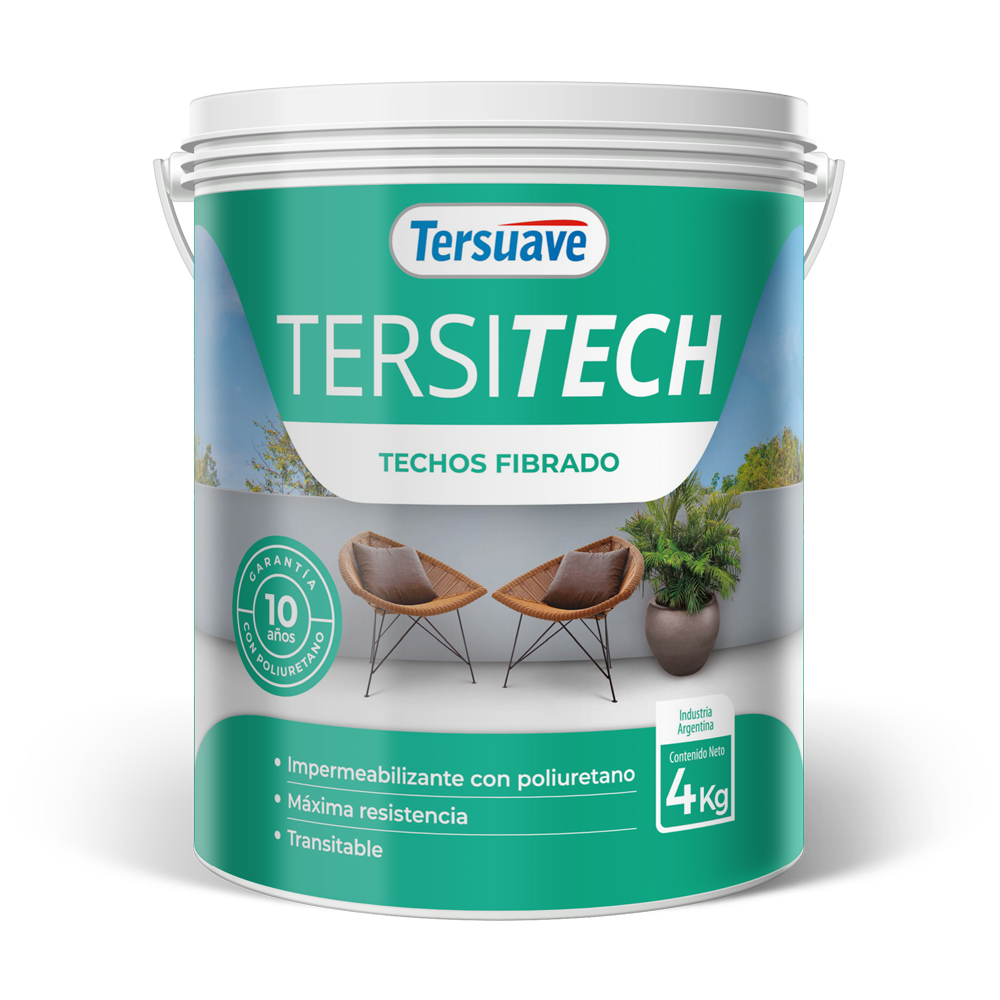 Tersuave
TERSITECH
TECHOS FIBRADO
GARANTÍA
10
años
CON POLIURETANO
Industria
Argentina
Contenido Neto
4Kg
• Impermeabilizante con poliuretano
• Máxima resistencia
• Transitable